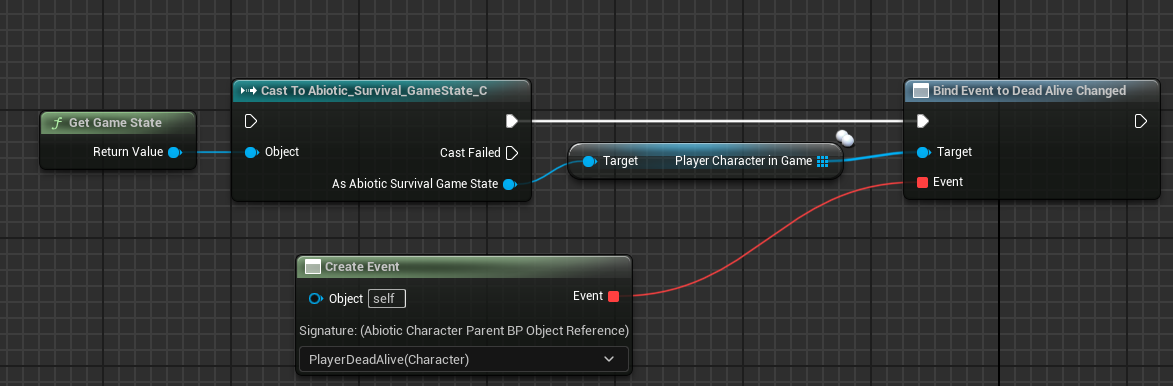 Get Game State
Return Value
Cast To Abiotic_Survival_GameState_C
Object
Cast Failed
As Abiotic Survival Game State
Target
Player Character in Game
Bind Event to Dead Alive Changed
Target
Event
Create Event
Object
self
Event
Signature: (Abiotic Character Parent BP Object Reference)
PlayerDeadAlive(Character)